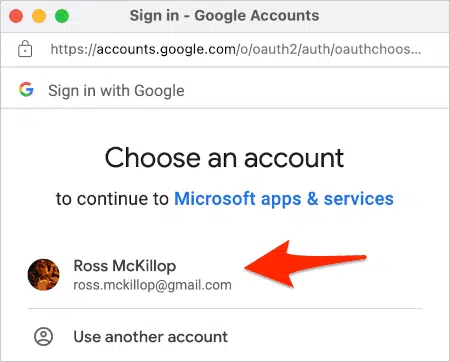 Sign in - Google Accounts
https://accounts.google.com/o/oauth2/auth/oauthchoos...
Sign in with Google
Choose an account
to continue to Microsoft apps & services
Ross McKillop
ross.mckillop@gmail.com
Use another account